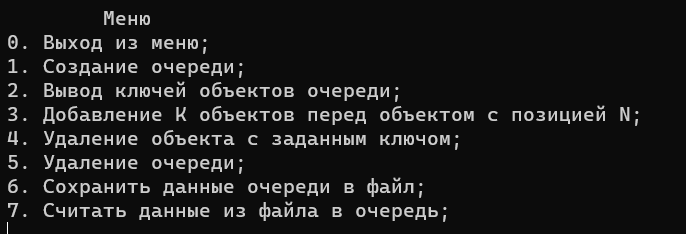 Меню
0. Выход из меню;
1. Создание очереди;
2. Вывод ключей объектов очереди;
3. Добавление К объектов перед объектом с позицией N;
4. Удаление объекта с заданным ключом;
5. Удаление очереди;
6. Сохранить данные очереди в файл;
7. Считать данные из файла в очередь;